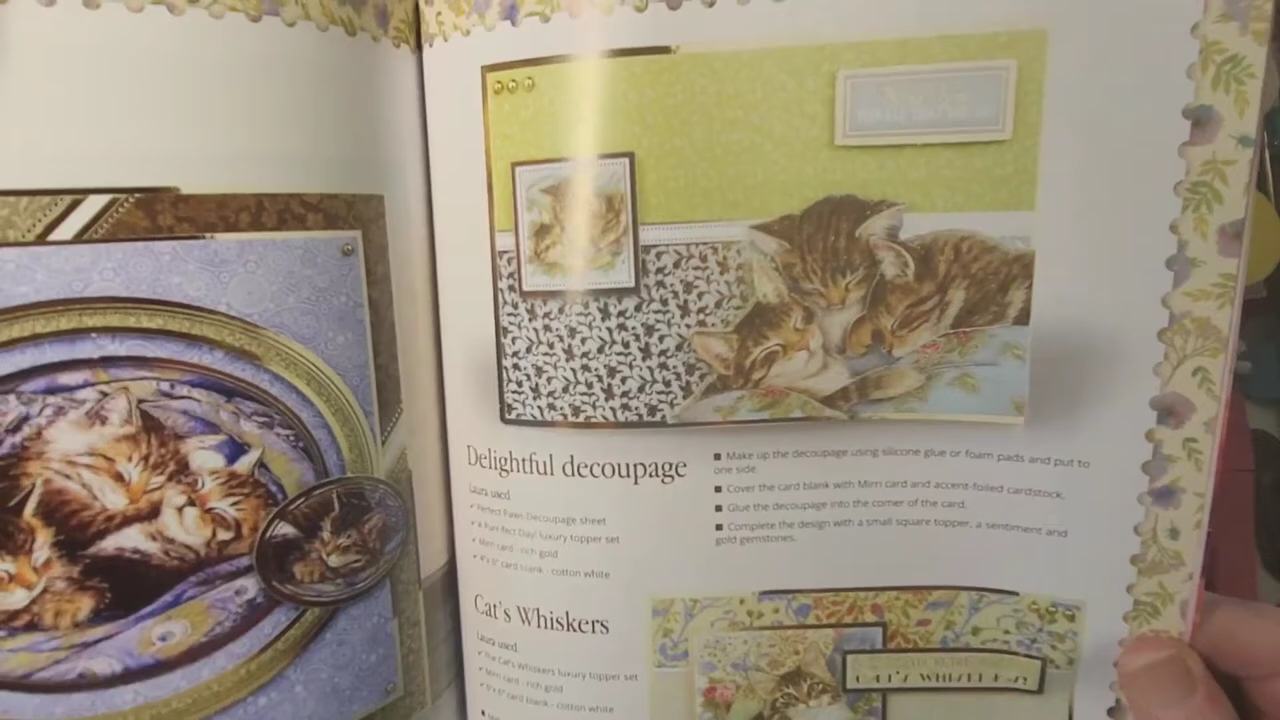 Delightful decoupage
Laura used
Perfect Paws Decoupage sheet
A Purr-fect Day! luxury topper set
Mirri card - rich gold
card blank - cotton white
■ Make up the decoupage using silicone glue or foam pads and put to
one side.
■ Cover the card blank with Mirri card and accent-foiled cardstock.
■ Glue the decoupage into the corner of the card.
■ Complete the design with a small square topper, a sentiment and
gold gemstones.
Cat's Whiskers
Laura used
The Cat's Whiskers luxury topper set
Mirri card - rich gold
card blank - cotton white
CAT'S WHISKERS!